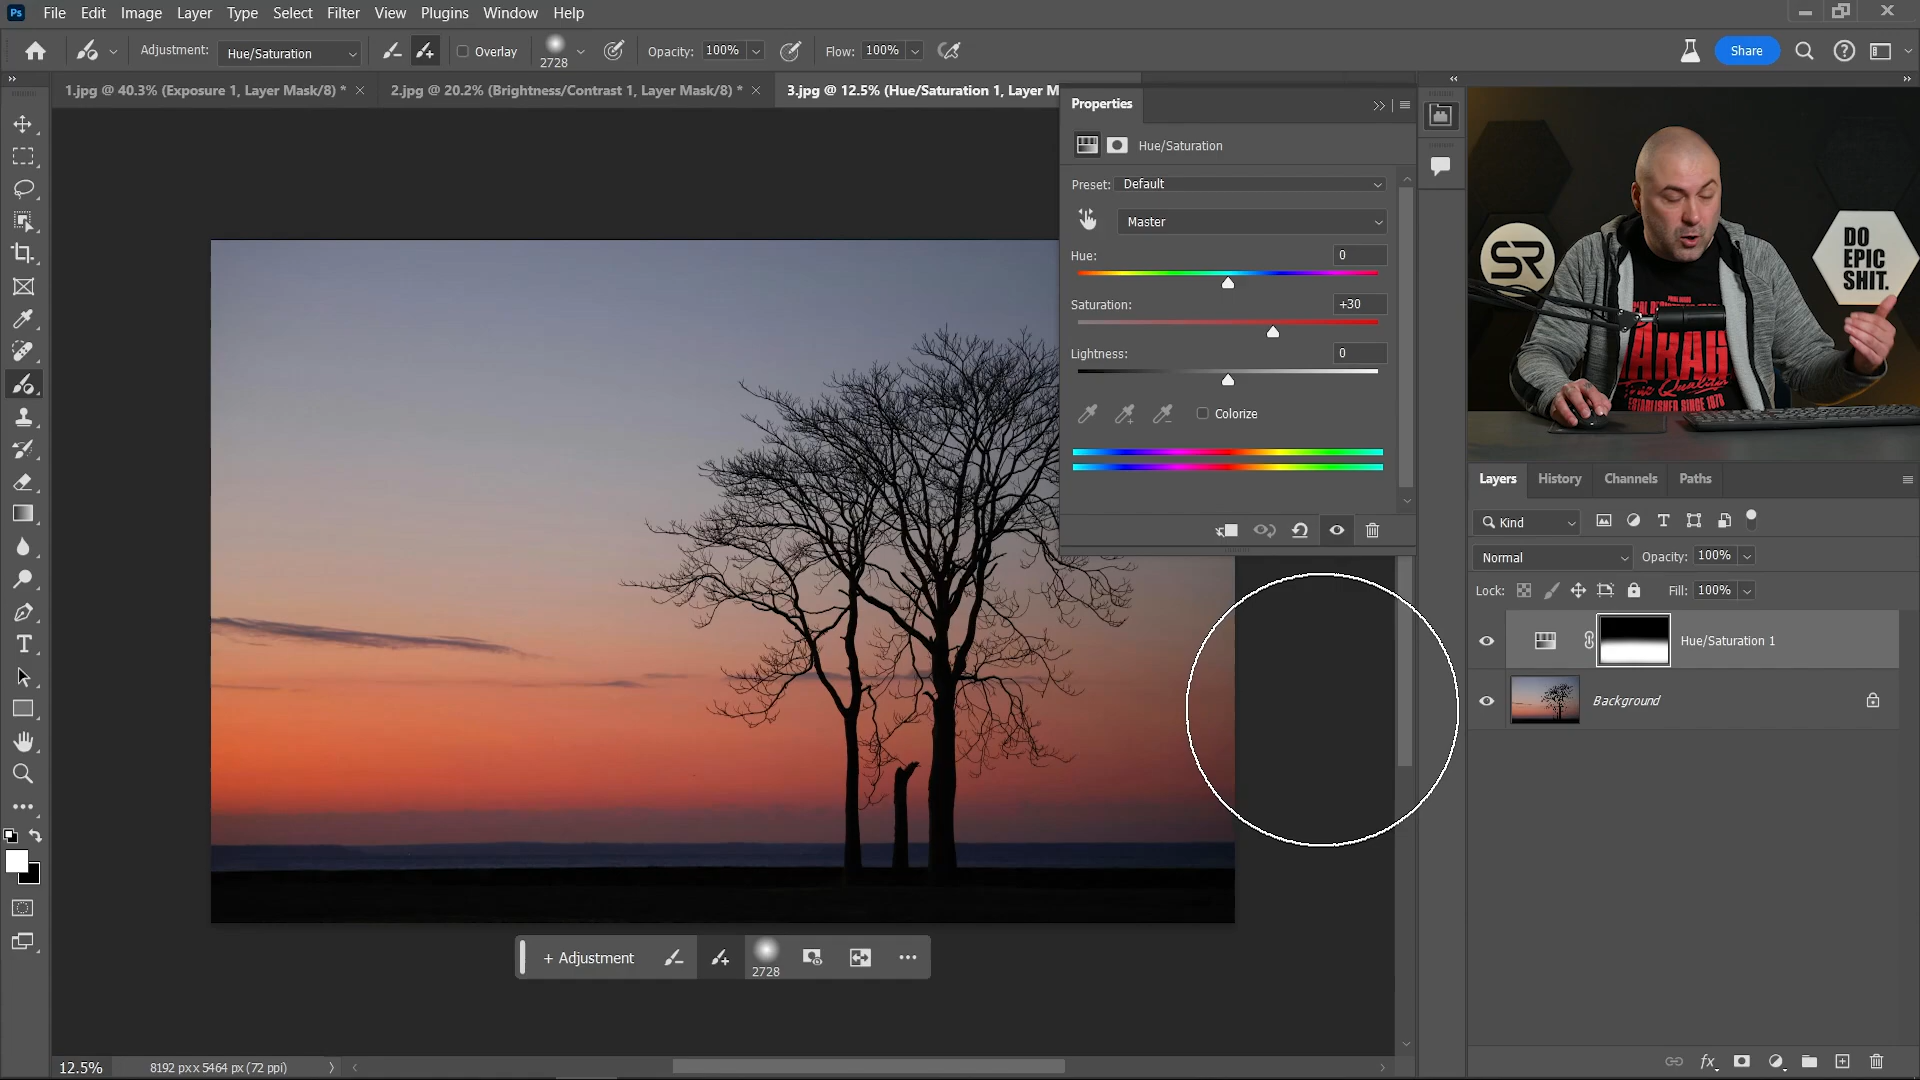 Ps File Edit Image Layer Type Select Filter View Plugins Window Help
Adjustment: Hue/Saturation Overlay 2728 Opacity: 100% Flow: 100% Share
1.jpg @ 40.3% (Exposure 1, Layer Mask/8) * 2.jpg @ 20.2% (Brightness/Contrast 1, Layer Mask/8) * 3.jpg @ 12.5% (Hue/Saturation 1, Layer M
Properties
Hue/Saturation
Preset: Default
Master
Hue: 0
Saturation: +30
Lightness: 0
Colorize
SR
DO
EPIC
SHIT.
ESTABLISHED SINCE 1873
Layers History Channels Paths
Kind
Normal Opacity: 100%
Lock: Fill: 100%
Hue/Saturation 1
Background
+ Adjustment 2728
12.5% 8192 px x 5464 px (72 ppi)